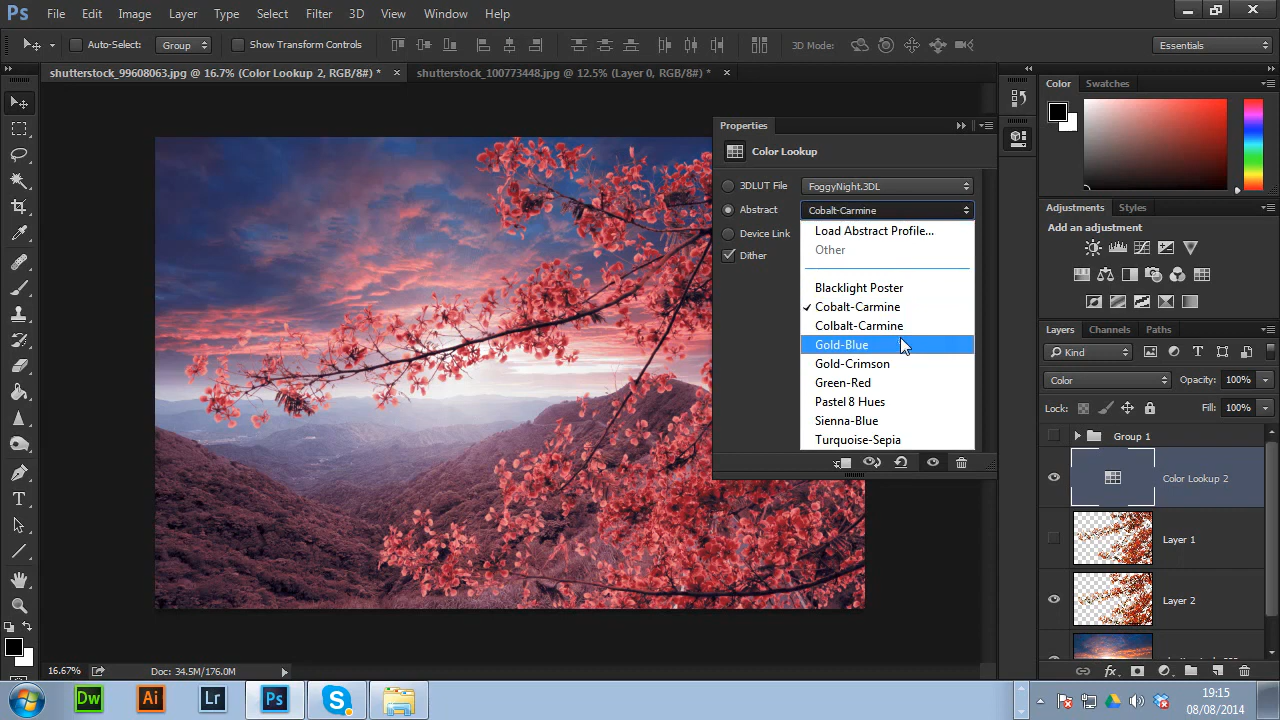 Ps File Edit Image Layer Type Select Filter 3D View Window Help
Auto-Select: Group Show Transform Controls 3D Mode: Essentials
shutterstock_99608063.jpg @ 16.7% (Color Lookup 2, RGB/8#) * × shutterstock_100773448.jpg @ 12.5% (Layer 0, RGB/8#) * ×
Color Swatches
Properties
Color Lookup
3DLUT File FoggyNight.3DL
Abstract Cobalt-Carmine
Device Link
Dither
Load Abstract Profile...
Other
Blacklight Poster
Cobalt-Carmine
Colbalt-Carmine
Gold-Blue
Gold-Crimson
Green-Red
Pastel 8 Hues
Sienna-Blue
Turquoise-Sepia
Adjustments Styles
Add an adjustment
Layers Channels Paths
Kind
Color Opacity: 100%
Lock: Fill: 100%
Group 1
Color Lookup 2
Layer 1
Layer 2
16.67% Doc: 34.5M/176.0M
Dw Ai Lr Ps
19:15
08/08/2014